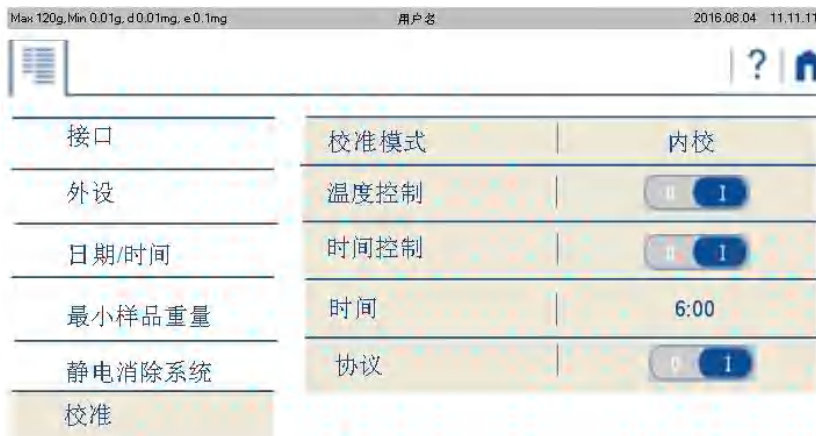 Max 120g,Min 0.01g, d 0.01mg, e 0.1mg 用户名 2016.08.04 11.11.11
?
接口
校准模式 内校
外设
温度控制 0 I
日期/时间
时间控制 0 I
最小样品重量
时间 6:00
静电消除系统
协议 0 I
校准